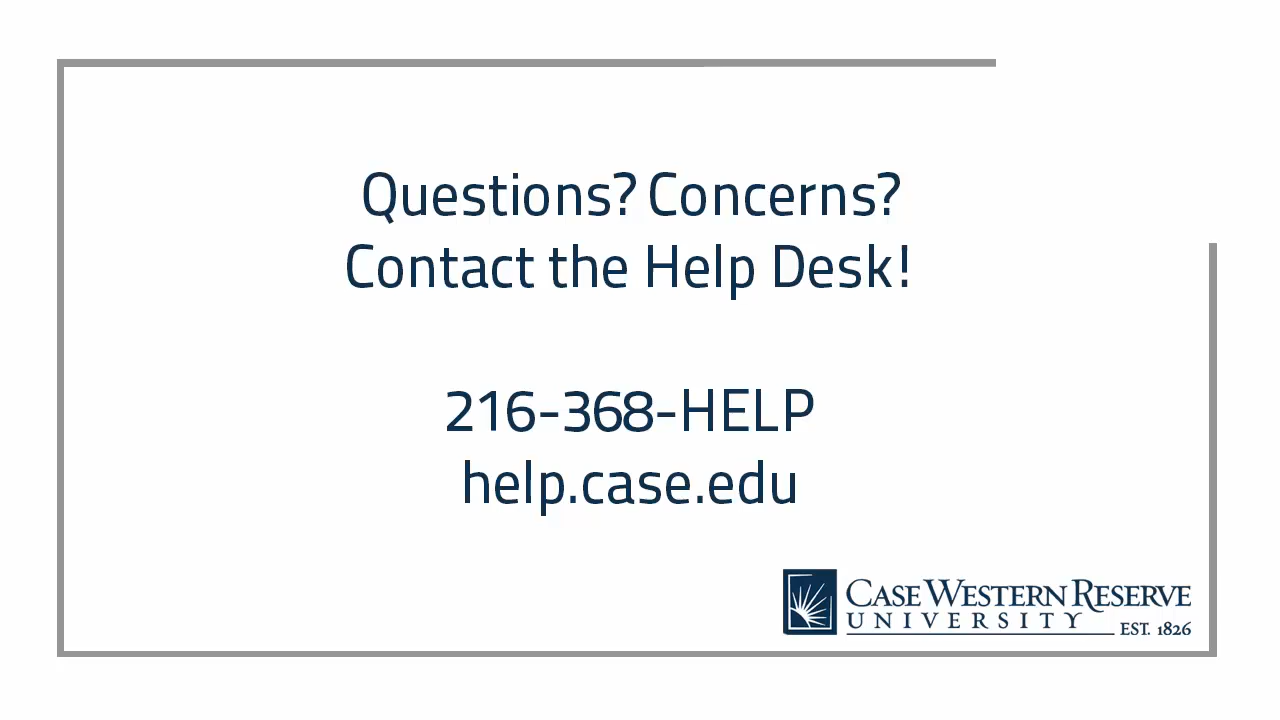 Questions? Concerns?
Contact the Help Desk!
216-368-HELP
help.case.edu
CASE WESTERN RESERVE
UNIVERSITY
EST. 1826